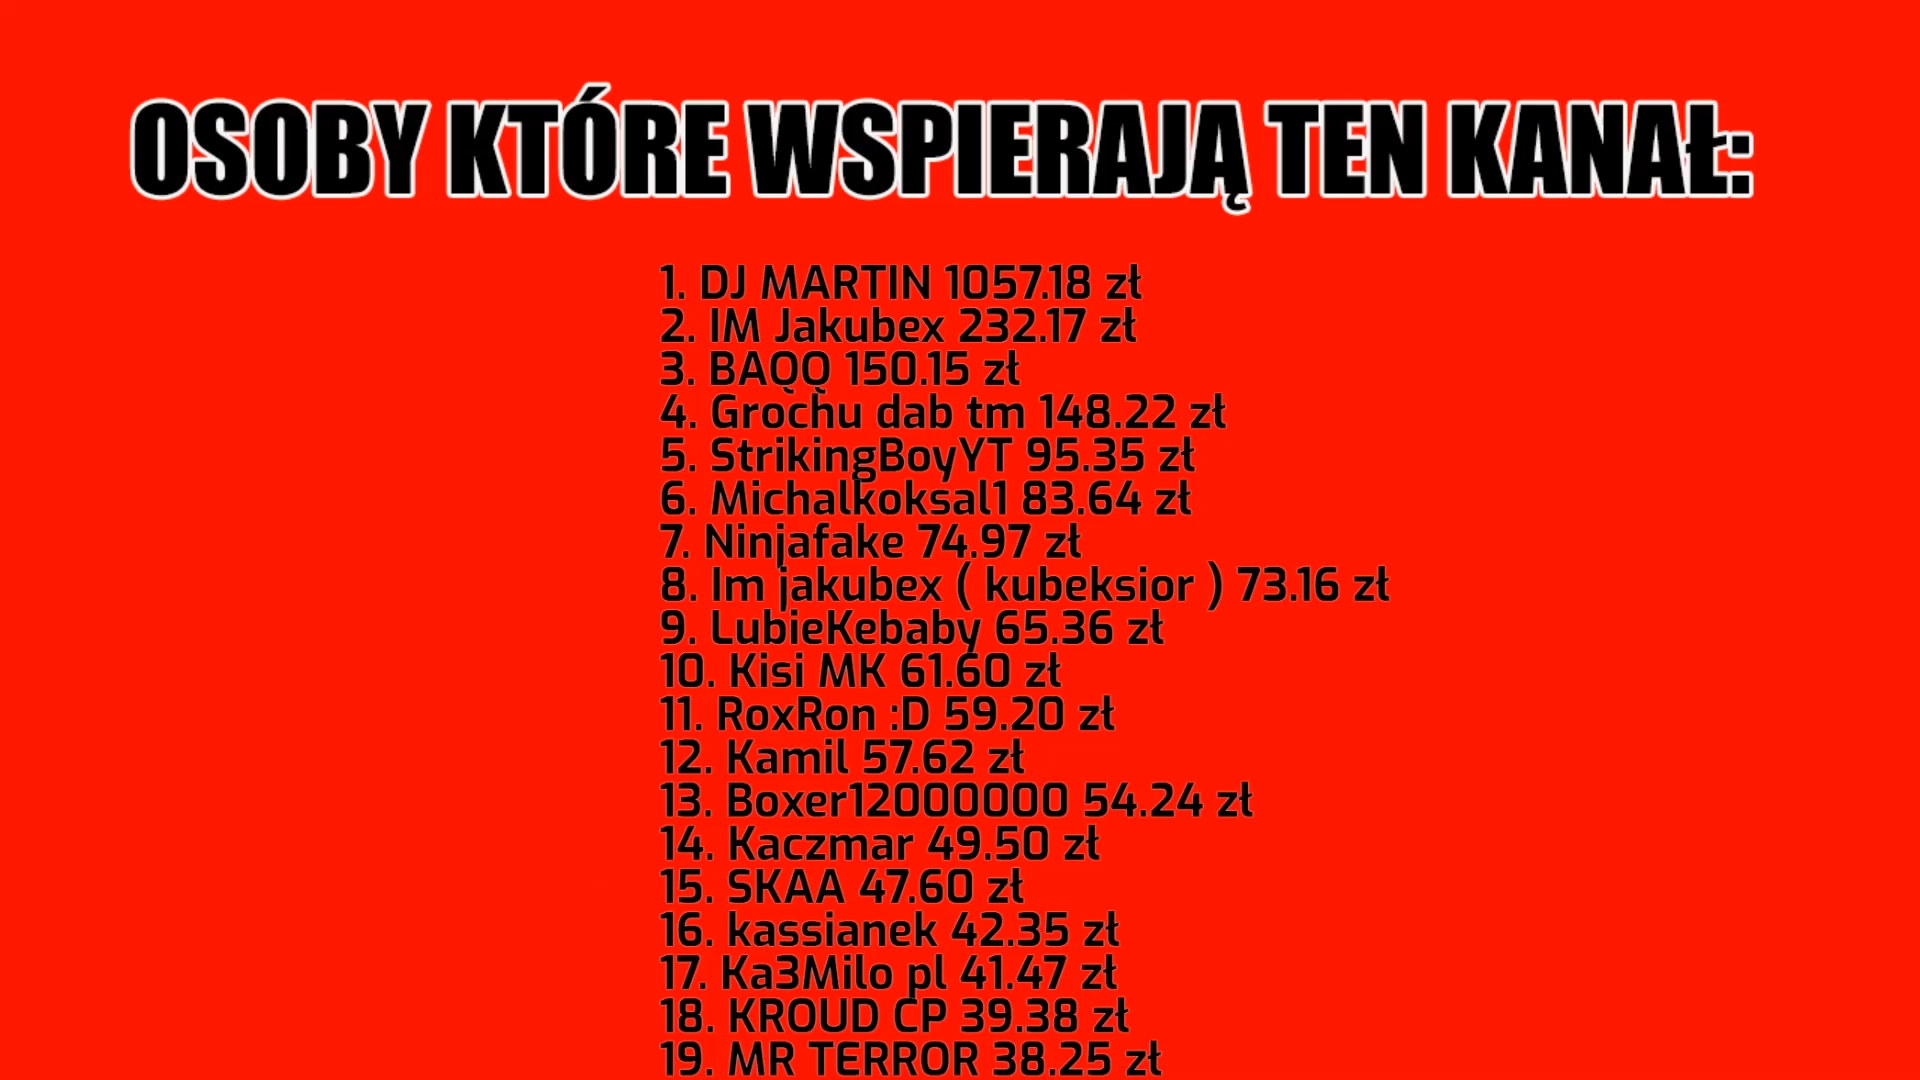 OSOBY KTÓRE WSPIERAJĄ TEN KANAŁ:
1. DJ MARTIN 1057.18 zł
2. IM Jakubex 232.17 zł
3. BAQQ 150.15 zł
4. Grochu dab tm 148.22 zł
5. StrikingBoyYT 95.35 zł
6. Michalkoksal1 83.64 zł
7. Ninjafake 74.97 zł
8. Im jakubex ( kubeksior ) 73.16 zł
9. LubieKebaby 65.36 zł
10. Kisi MK 61.60 zł
11. RoxRon :D 59.20 zł
12. Kamil 57.62 zł
13. Boxer12000000 54.24 zł
14. Kaczmar 49.50 zł
15. SKAA 47.60 zł
16. kassianek 42.35 zł
17. Ka3Milo pl 41.47 zł
18. KROUD CP 39.38 zł
19. MR TERROR 38.25 zł